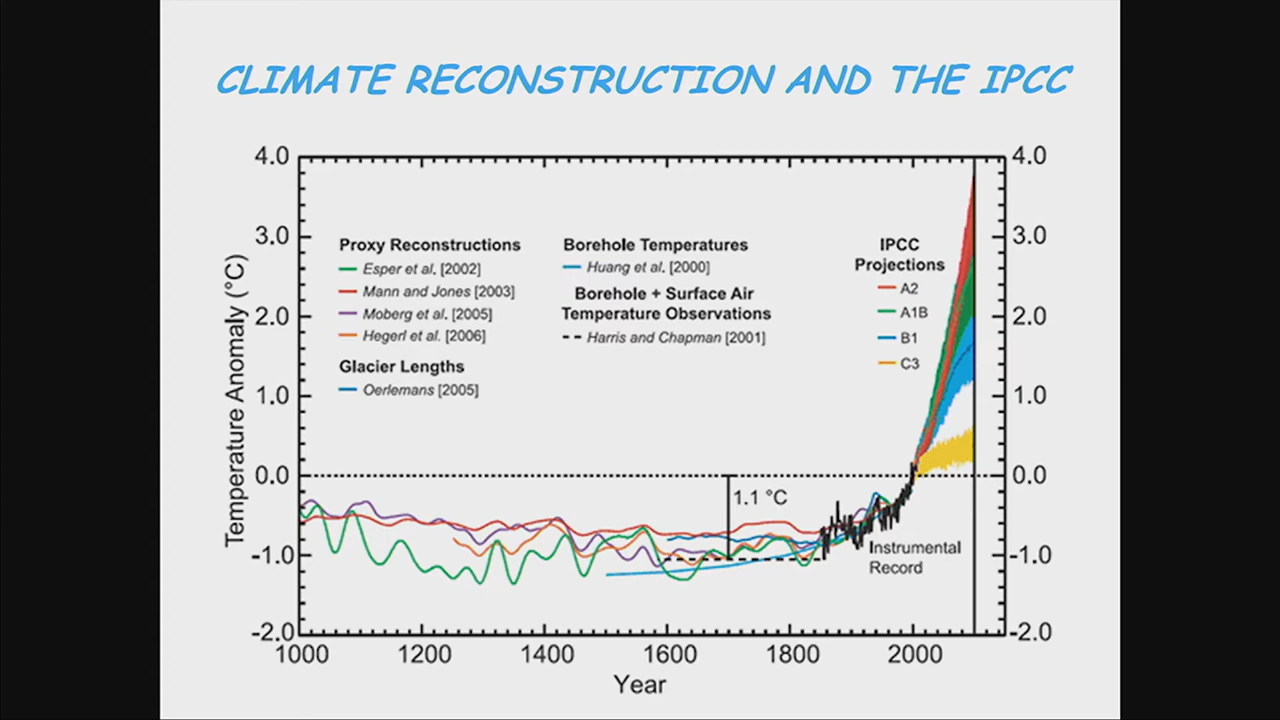 CLIMATE RECONSTRUCTION AND THE IPCC
4.0
3.0
2.0
1.0
0.0
-1.0
-2.0
Temperature Anomaly (°C)
Proxy Reconstructions
Esper et al. [2002]
Mann and Jones [2003]
Moberg et al. [2005]
Hegerl et al. [2006]
Glacier Lengths
Oerlemans [2005]
Borehole Temperatures
Huang et al. [2000]
Borehole + Surface Air
Temperature Observations
Harris and Chapman [2001]
IPCC
Projections
A2
A1B
B1
C3
1.1 °C
Instrumental
Record
4.0
3.0
2.0
1.0
0.0
-1.0
-2.0
1000 1200 1400 1600 1800 2000
Year